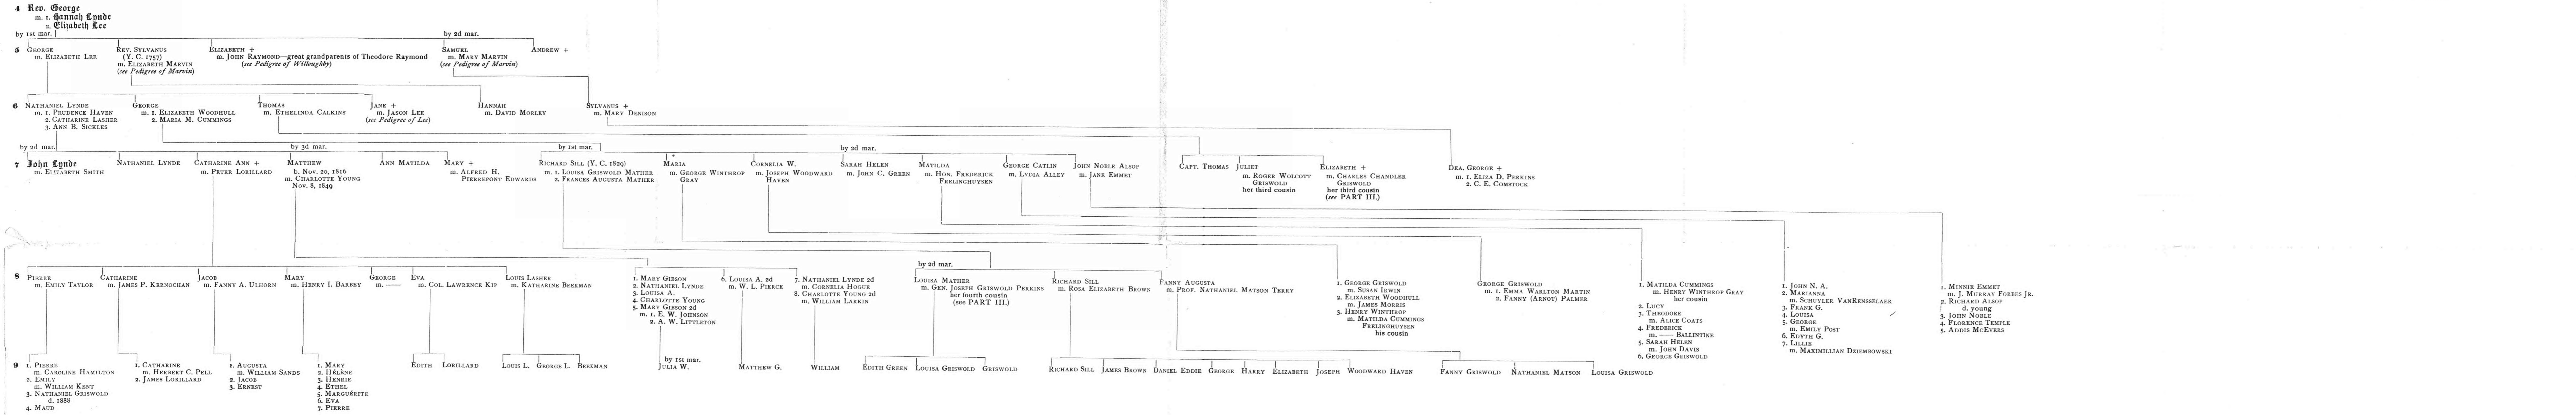 4 Rev. George
m. 1. Hannah Lynde
2. Elizabeth Lee
by 1st mar.
by 2d mar.
5 George
m. Elizabeth Lee
Rev. Sylvanus
(Y. C. 1757)
m. Elizabeth Marvin
(see Pedigree of Marvin)
Elizabeth +
m. John Raymond—great grandparents of Theodore Raymond
(see Pedigree of Willoughby)
Samuel
m. Mary Marvin
(see Pedigree of Marvin)
Andrew +
6 Nathaniel Lynde
m. 1. Prudence Haven
2. Catharine Lasher
3. Ann B. Sickles
George
m. 1. Elizabeth Woodhull
2. Maria M. Cummings
Thomas
m. Ethelinda Calkins
Jane +
m. Jason Lee
(see Pedigree of Lee)
Hannah
m. David Morley
Sylvanus +
m. Mary Denison
by 2d mar.
by 3d mar.
by 1st mar.
by 2d mar.
7 John Lynde
m. Elizabeth Smith
Nathaniel Lynde
Catharine Ann +
m. Peter Lorillard
Matthew
b. Nov. 20, 1816
m. Charlotte Young
Nov. 8, 1849
Ann Matilda
Mary +
m. Alfred H.
Pierrepont Edwards
Richard Sill (Y. C. 1829)
m. 1. Louisa Griswold Mather
2. Frances Augusta Mather
Maria
m. George Winthrop
Gray
Cornelia W.
m. Joseph Woodward
Haven
Sarah Helen
m. John C. Green
Matilda
m. Hon. Frederick
Frelinghuysen
George Catlin
m. Lydia Alley
John Noble Alsop
m. Jane Emmet
Capt. Thomas
Juliet
m. Roger Wolcott
Griswold
her third cousin
Elizabeth +
m. Charles Chandler
Griswold
her third cousin
(see PART III.)
Dea. George +
m. 1. Eliza D. Perkins
2. C. E. Comstock
8 Pierre
m. Emily Taylor
Catharine
m. James P. Kernochan
Jacob
m. Fanny A. Ulhorn
Mary
m. Henry I. Barbey
George
m. ——
Eva
m. Col. Lawrence Kip
Louis Lasher
m. Katharine Beekman
1. Mary Gibson
2. Nathaniel Lynde
3. Louisa A.
4. Charlotte Young
5. Mary Gibson 2d
m. 1. E. W. Johnson
2. A. W. Littleton
6. Louisa A. 2d
m. W. L. Pierce
7. Nathaniel Lynde 2d
m. Cornelia Hogue
8. Charlotte Young 2d
m. William Larkin
by 2d mar.
Louisa Mather
m. Gen. Joseph Griswold Perkins
her fourth cousin
(see PART III.)
Richard Sill
m. Rosa Elizabeth Brown
Fanny Augusta
m. Prof. Nathaniel Matson Terry
1. George Griswold
m. Susan Irwin
2. Elizabeth Woodhull
m. James Morris
3. Henry Winthrop
m. Matilda Cummings
Frelinghuysen
his cousin
George Griswold
m. 1. Emma Warlton Martin
2. Fanny (Arnot) Palmer
1. Matilda Cummings
m. Henry Winthrop Gray
her cousin
2. Lucy
3. Theodore
m. Alice Coats
4. Frederick
m. —— Ballintine
5. Sarah Helen
m. John Davis
6. George Griswold
1. John N. A.
2. Marianna
m. Schuyler VanRensselaer
3. Frank G.
4. Louisa
5. George
m. Emily Post
6. Edyth G.
7. Lillie
m. Maximillian Dziembowski
1. Minnie Emmet
m. J. Murray Forbes Jr.
2. Richard Alsop
d. young
3. John Noble
4. Florence Temple
5. Addis McEvers
9 1. Pierre
m. Caroline Hamilton
2. Emily
m. William Kent
3. Nathaniel Griswold
d. 1888
4. Maud
1. Catharine
m. Herbert C. Pell
2. James Lorillard
1. Augusta
m. William Sands
2. Jacob
3. Ernest
1. Mary
2. Hélène
3. Henrie
4. Ethel
5. Marguérite
6. Eva
7. Pierre
Edith
Lorillard
Louis L.
George L.
Beekman
by 1st mar.
Julia W.
Matthew G.
William
Edith Green
Louisa Griswold
Griswold
Richard Sill
James Brown
Daniel Eddie
George
Harry
Elizabeth
Joseph
Woodward Haven
Fanny Griswold
Nathaniel Matson
Louisa Griswold